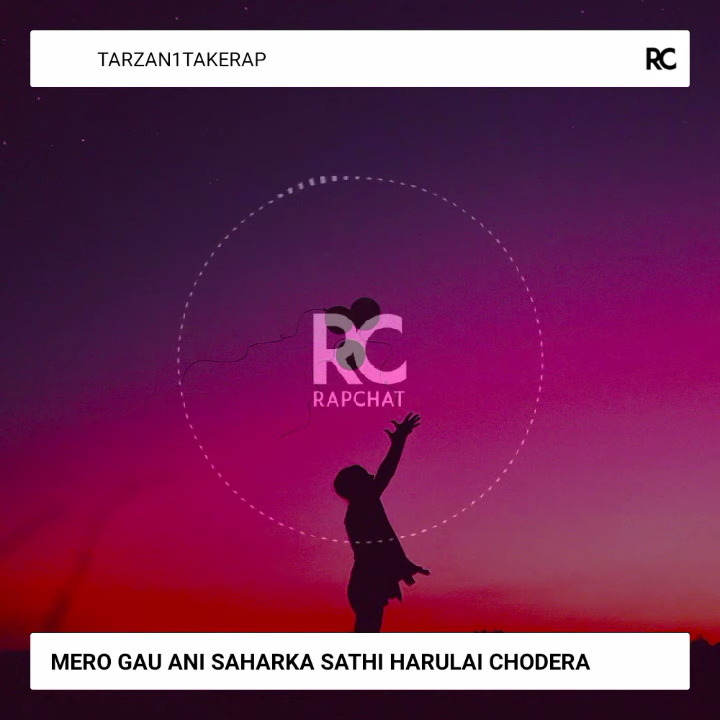 TARZAN1TAKERAP
RC
RC
RAPCHAT
MERO GAU ANI SAHARKA SATHI HARULAI CHODERA